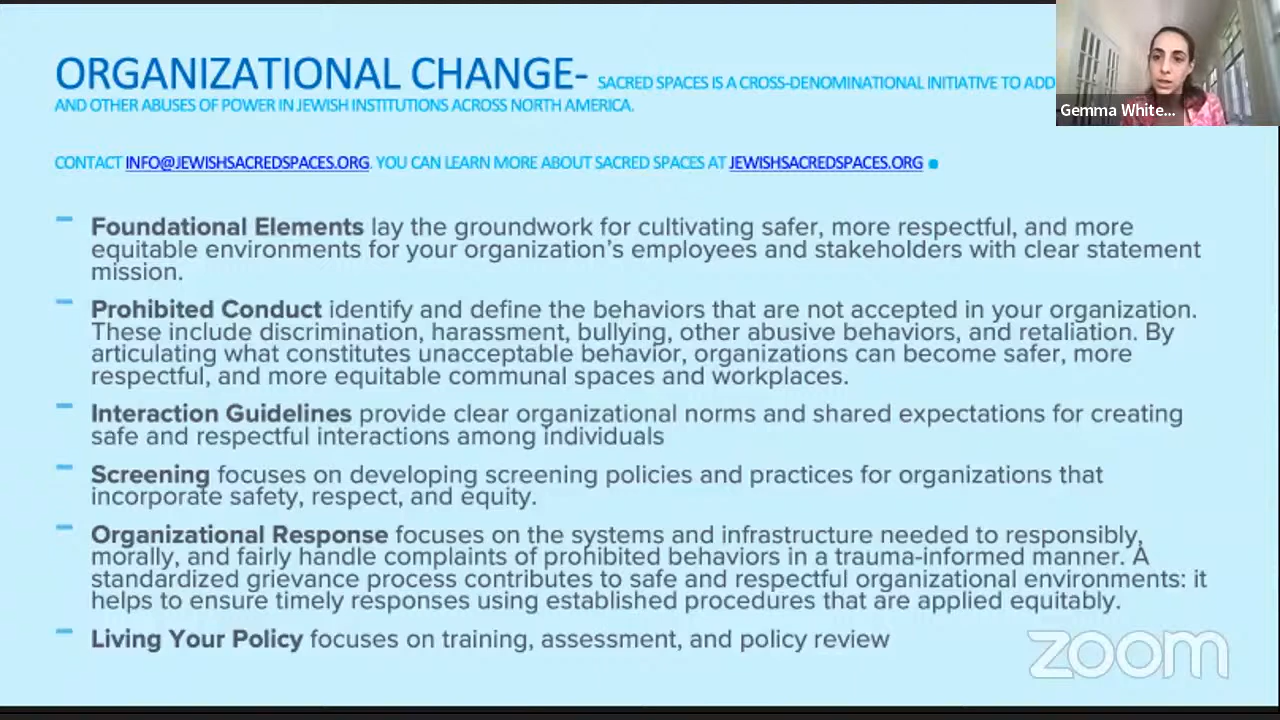 ORGANIZATIONAL CHANGE- SACRED SPACES IS A CROSS-DENOMINATIONAL INITIATIVE TO ADD
AND OTHER ABUSES OF POWER IN JEWISH INSTITUTIONS ACROSS NORTH AMERICA.
CONTACT INFO@JEWISHSACREDSPACES.ORG. YOU CAN LEARN MORE ABOUT SACRED SPACES AT JEWISHSACREDSPACES.ORG
Gemma White...
Foundational Elements lay the groundwork for cultivating safer, more respectful, and more
equitable environments for your organization's employees and stakeholders with clear statement
mission.
Prohibited Conduct identify and define the behaviors that are not accepted in your organization.
These include discrimination, harassment, bullying, other abusive behaviors, and retaliation. By
articulating what constitutes unacceptable behavior, organizations can become safer, more
respectful, and more equitable communal spaces and workplaces.
Interaction Guidelines provide clear organizational norms and shared expectations for creating
safe and respectful interactions among individuals
Screening focuses on developing screening policies and practices for organizations that
incorporate safety, respect, and equity.
Organizational Response focuses on the systems and infrastructure needed to responsibly,
morally, and fairly handle complaints of prohibited behaviors in a trauma-informed manner. A
standardized grievance process contributes to safe and respectful organizational environments: it
helps to ensure timely responses using established procedures that are applied equitably.
Living Your Policy focuses on training, assessment, and policy review
zoom